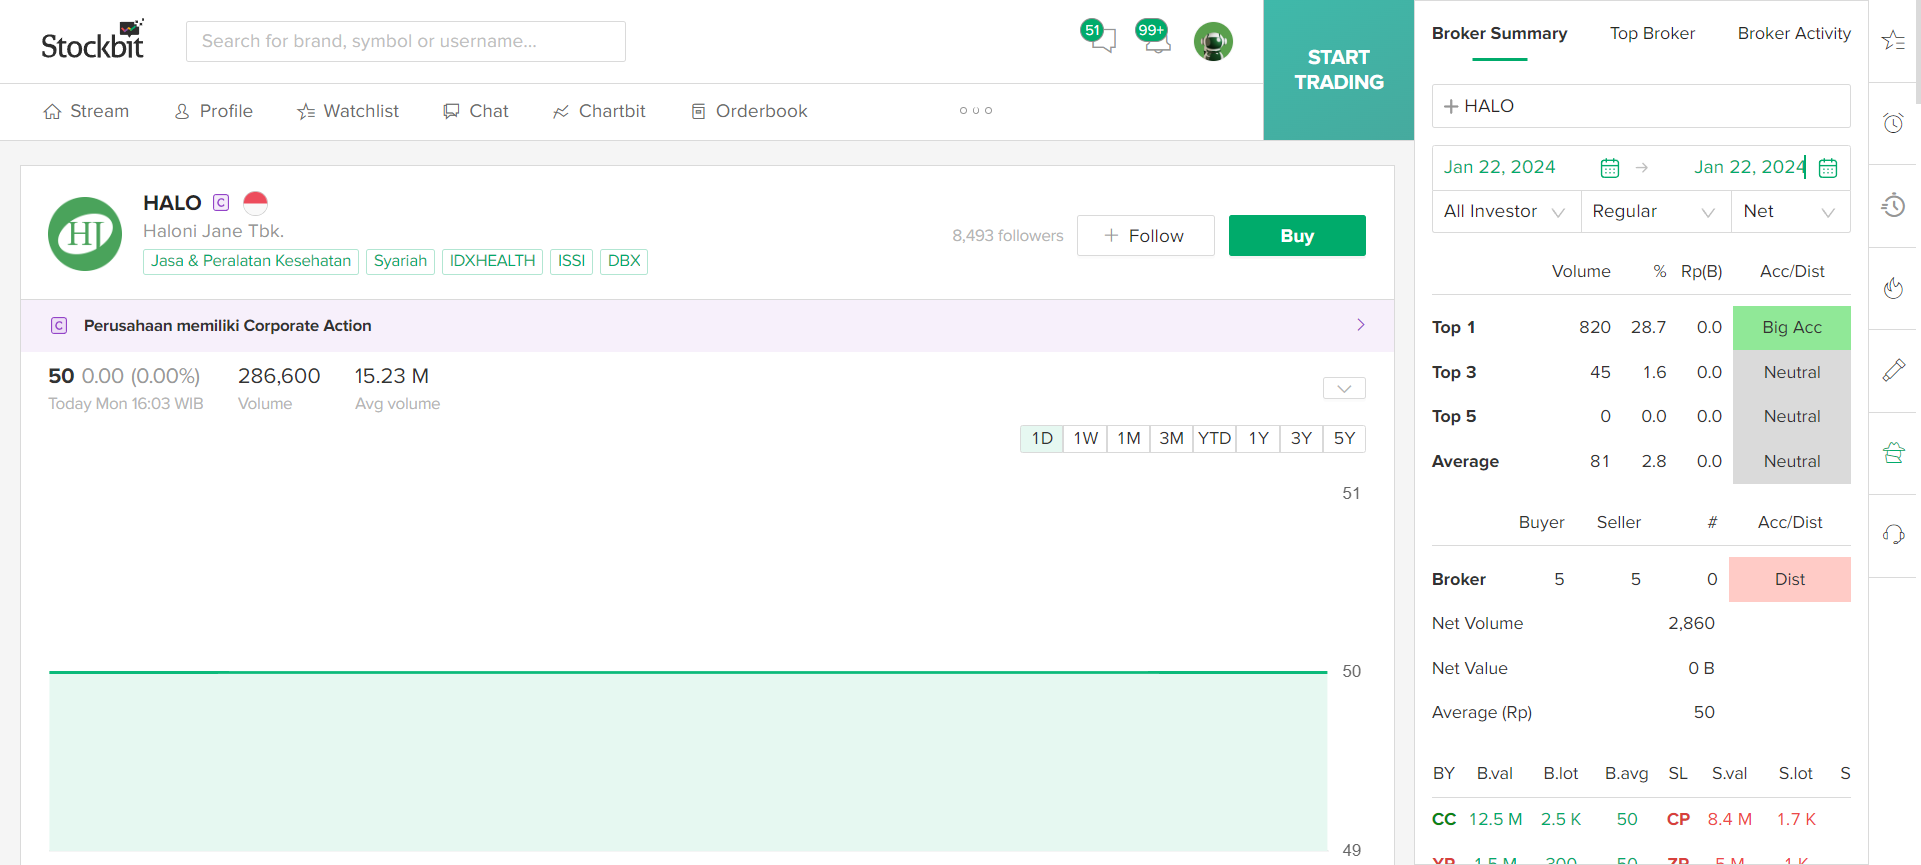 Stockbit
Search for brand, symbol or username...
51
99+
START
TRADING
Stream
Profile
Watchlist
Chat
Chartbit
Orderbook
HALO C
Haloni Jane Tbk.
Jasa & Peralatan Kesehatan Syariah IDXHEALTH ISSI DBX
HJ
8,493 followers
+ Follow
Buy
C Perusahaan memiliki Corporate Action
50 0.00 (0.00%) 286,600 15.23 M
Today Mon 16:03 WIB Volume Avg volume
1D 1W 1M 3M YTD 1Y 3Y 5Y
51
50
49
Broker Summary Top Broker Broker Activity
+ HALO
Jan 22, 2024 → Jan 22, 2024
All Investor Regular Net
Volume % Rp(B) Acc/Dist
Top 1 820 28.7 0.0 Big Acc
Top 3 45 1.6 0.0 Neutral
Top 5 0 0.0 0.0 Neutral
Average 81 2.8 0.0 Neutral
Buyer Seller # Acc/Dist
Broker 5 5 0 Dist
Net Volume 2,860
Net Value 0 B
Average (Rp) 50
BY B.val B.lot B.avg SL S.val S.lot S
CC 12.5 M 2.5 K 50 CP 8.4 M 1.7 K